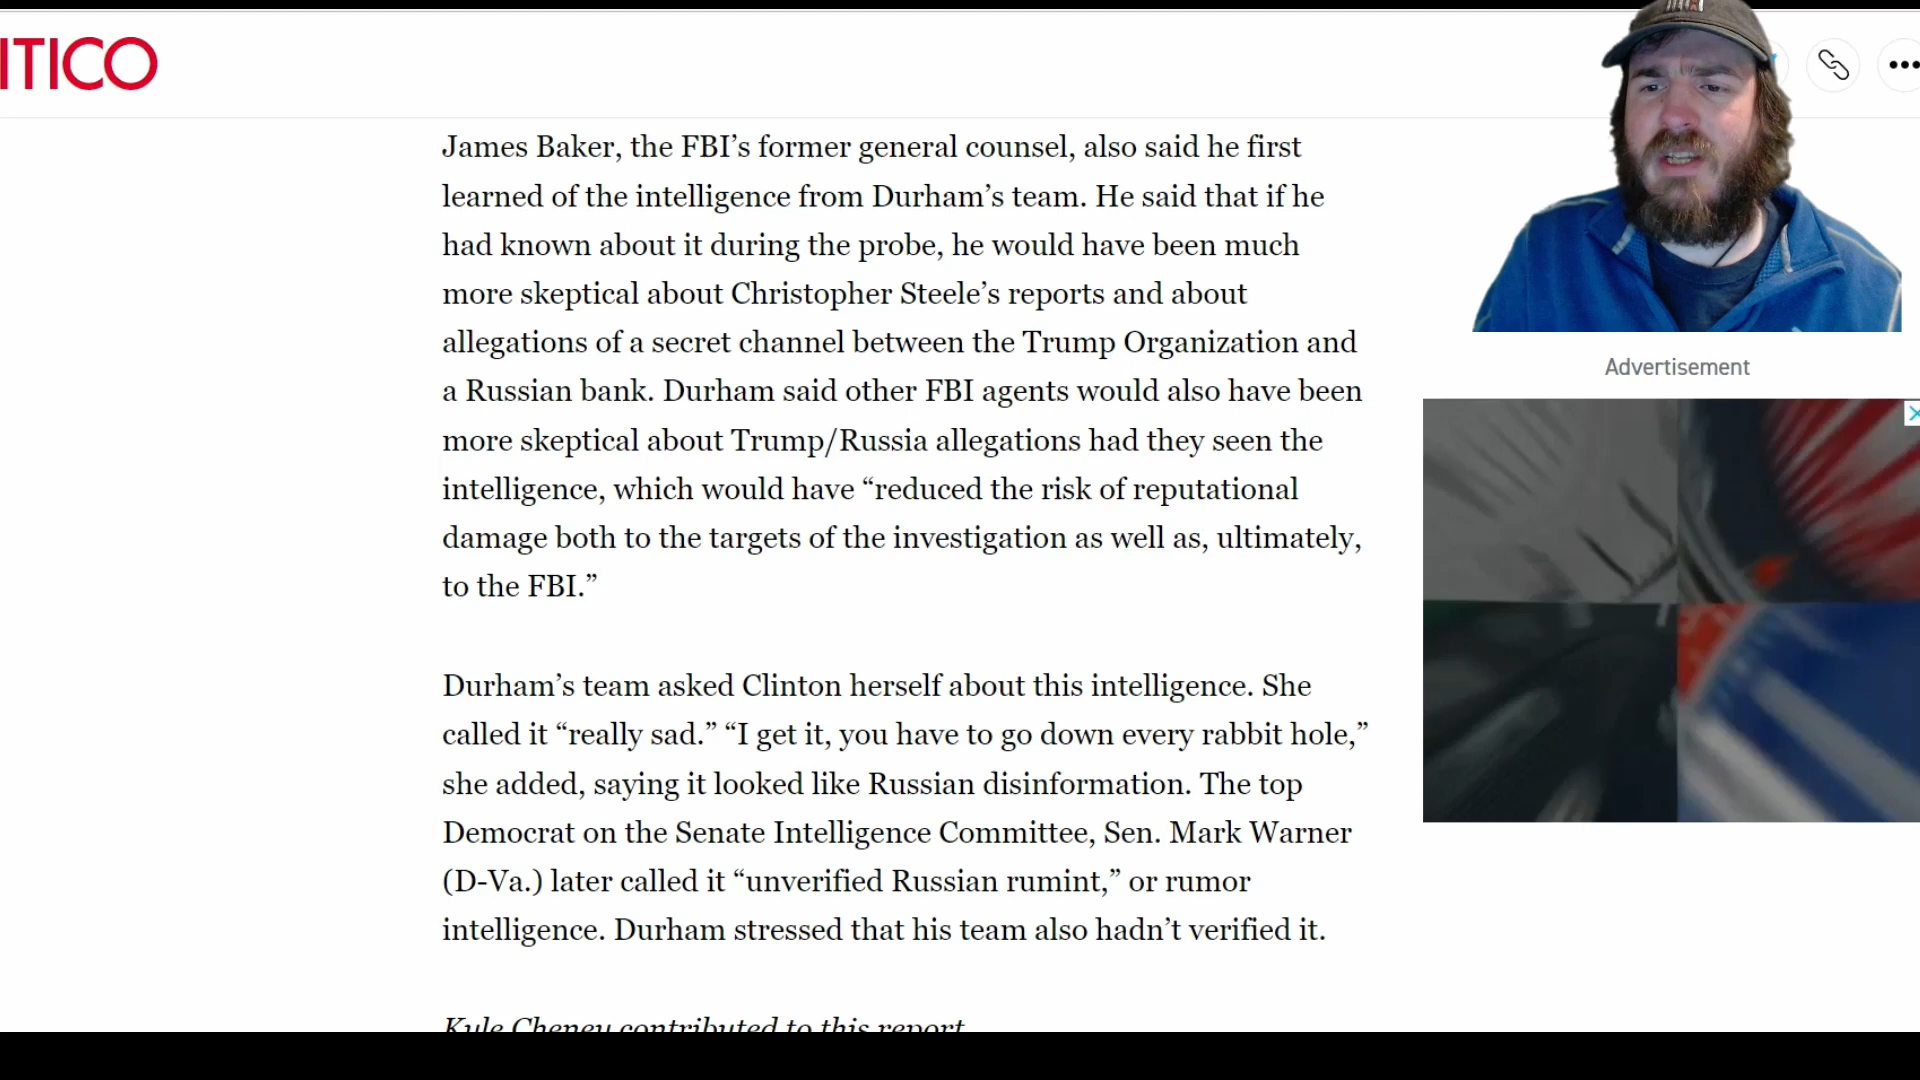 ITICO
James Baker, the FBI’s former general counsel, also said he first
learned of the intelligence from Durham’s team. He said that if he
had known about it during the probe, he would have been much
more skeptical about Christopher Steele’s reports and about
allegations of a secret channel between the Trump Organization and
a Russian bank. Durham said other FBI agents would also have been
more skeptical about Trump/Russia allegations had they seen the
intelligence, which would have “reduced the risk of reputational
damage both to the targets of the investigation as well as, ultimately,
to the FBI.”
Durham’s team asked Clinton herself about this intelligence. She
called it “really sad.” “I get it, you have to go down every rabbit hole,”
she added, saying it looked like Russian disinformation. The top
Democrat on the Senate Intelligence Committee, Sen. Mark Warner
(D-Va.) later called it “unverified Russian rumint,” or rumor
intelligence. Durham stressed that his team also hadn’t verified it.
Kyle Cheney contributed to this report.
Advertisement